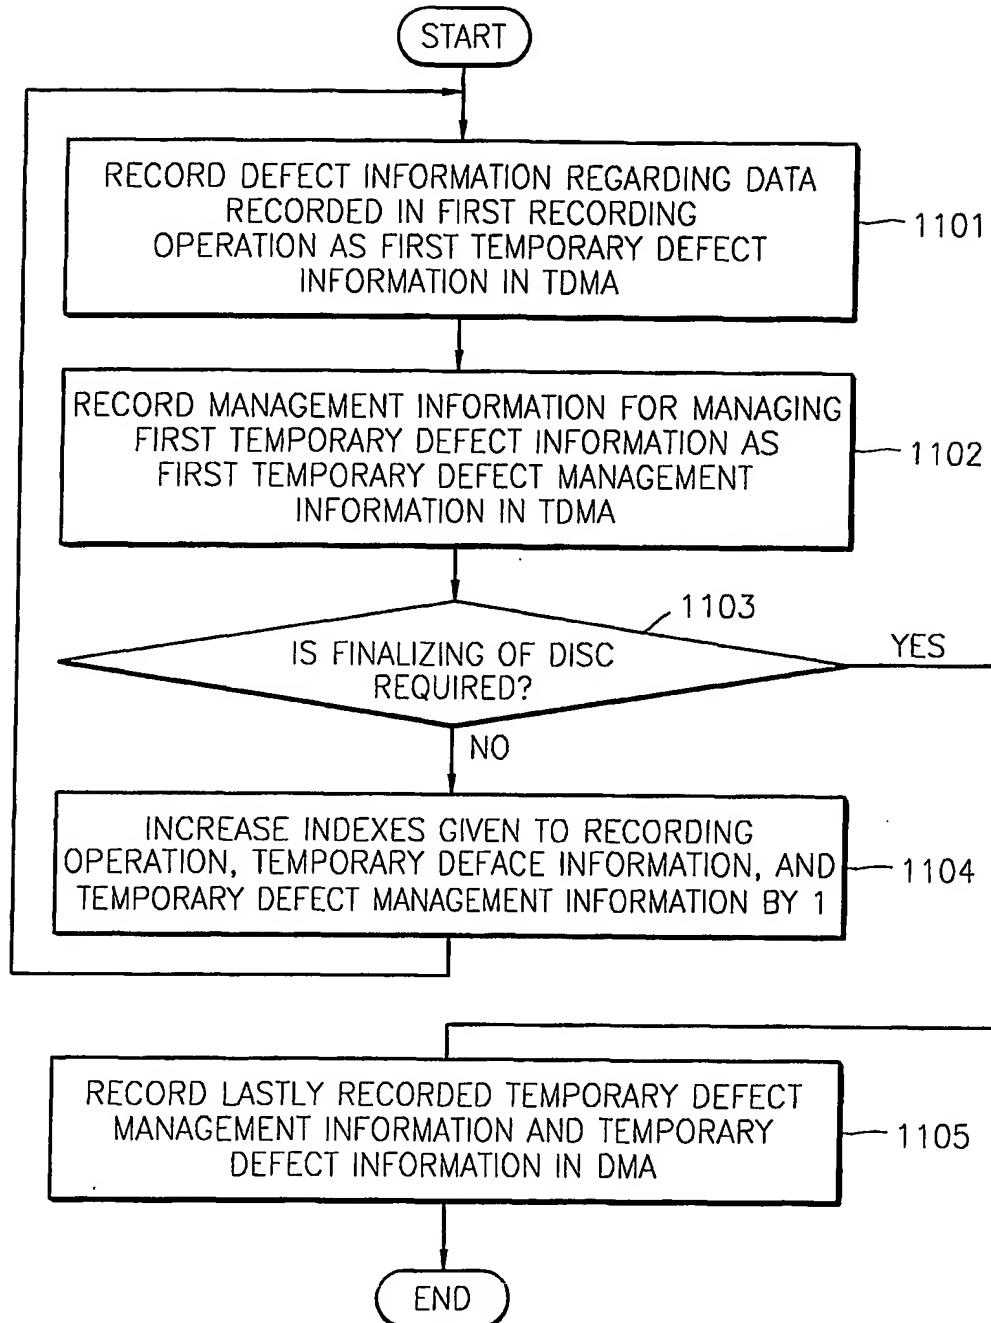 START
RECORD DEFECT INFORMATION REGARDING DATA
RECORDED IN FIRST RECORDING
OPERATION AS FIRST TEMPORARY DEFECT
INFORMATION IN TDMA
1101
RECORD MANAGEMENT INFORMATION FOR MANAGING
FIRST TEMPORARY DEFECT INFORMATION AS
FIRST TEMPORARY DEFECT MANAGEMENT
INFORMATION IN TDMA
1102
1103
IS FINALIZING OF DISC
REQUIRED?
YES
NO
INCREASE INDEXES GIVEN TO RECORDING
OPERATION, TEMPORARY DEFACE INFORMATION, AND
TEMPORARY DEFECT MANAGEMENT INFORMATION BY 1
1104
RECORD LASTLY RECORDED TEMPORARY DEFECT
MANAGEMENT INFORMATION AND TEMPORARY
DEFECT INFORMATION IN DMA
1105
END